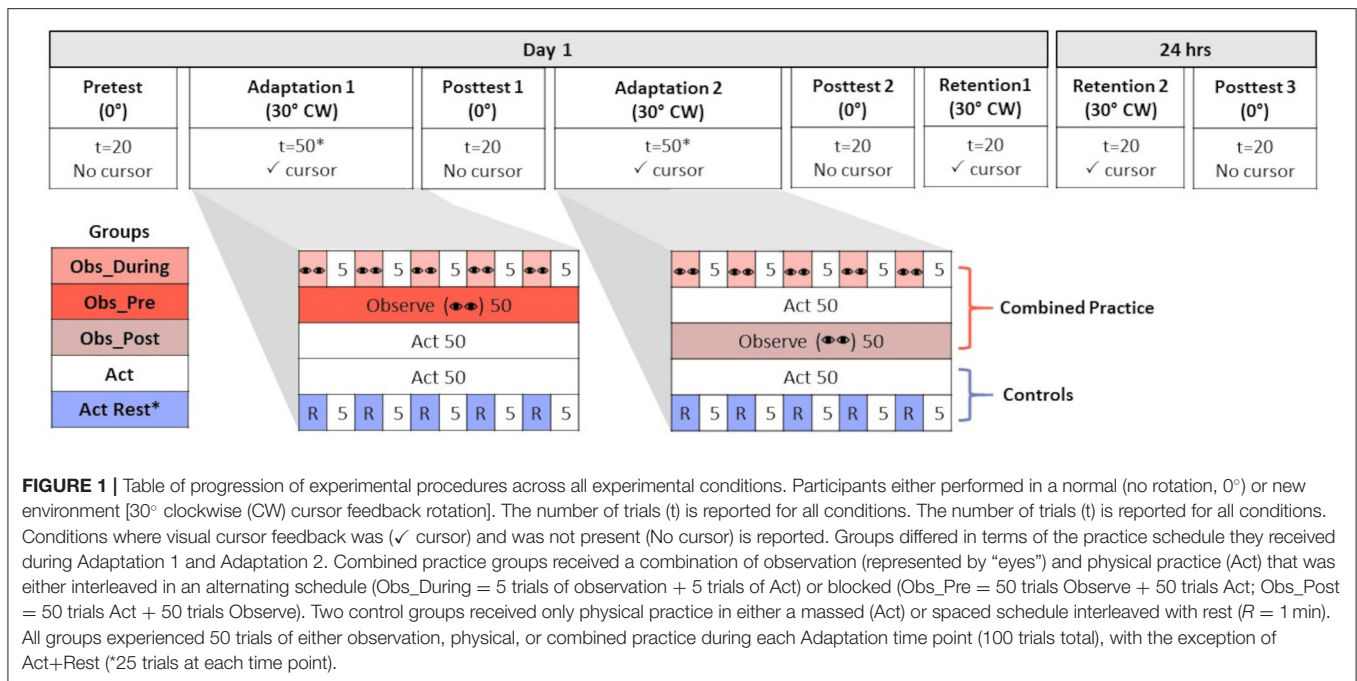 Day 1
24 hrs
Pretest
(0°)
Adaptation 1
(30° CW)
Posttest 1
(0°)
Adaptation 2
(30° CW)
Posttest 2
(0°)
Retention1
(30° CW)
Retention 2
(30° CW)
Posttest 3
(0°)
t=20
No cursor
t=50*
✓ cursor
t=20
No cursor
t=50*
✓ cursor
t=20
No cursor
t=20
✓ cursor
t=20
✓ cursor
t=20
No cursor
Groups
Obs_During
Obs_Pre
Obs_Post
Act
Act Rest*
5 5 5 5 5
Observe ( ) 50
Act 50
Act 50
R 5 R 5 R 5 R 5 R 5
5 5 5 5 5
Act 50
Observe ( ) 50
Act 50
R 5 R 5 R 5 R 5 R 5
Combined Practice
Controls
FIGURE 1 | Table of progression of experimental procedures across all experimental conditions. Participants either performed in a normal (no rotation, 0°) or new
environment [30° clockwise (CW) cursor feedback rotation]. The number of trials (t) is reported for all conditions. The number of trials (t) is reported for all conditions.
Conditions where visual cursor feedback was (✓ cursor) and was not present (No cursor) is reported. Groups differed in terms of the practice schedule they received
during Adaptation 1 and Adaptation 2. Combined practice groups received a combination of observation (represented by "eyes") and physical practice (Act) that was
either interleaved in an alternating schedule (Obs_During = 5 trials of observation + 5 trials of Act) or blocked (Obs_Pre = 50 trials Observe + 50 trials Act; Obs_Post
= 50 trials Act + 50 trials Observe). Two control groups received only physical practice in either a massed (Act) or spaced schedule interleaved with rest (R = 1 min).
All groups experienced 50 trials of either observation, physical, or combined practice during each Adaptation time point (100 trials total), with the exception of
Act+Rest (*25 trials at each time point).